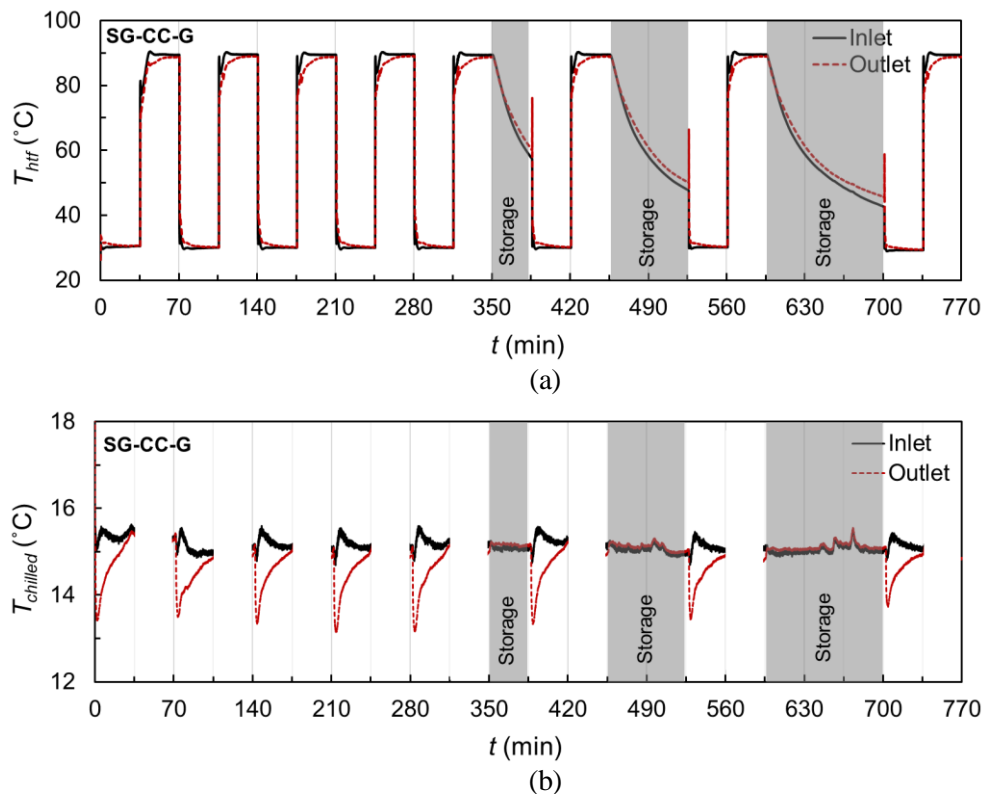 SG-CC-G
Inlet
Outlet
100
80
60
40
20
T_htf (˚C)
Storage
Storage
Storage
0 70 140 210 280 350 420 490 560 630 700 770
t (min)
(a)
SG-CC-G
Inlet
Outlet
18
16
14
12
T_chilled (˚C)
Storage
Storage
Storage
0 70 140 210 280 350 420 490 560 630 700 770
t (min)
(b)